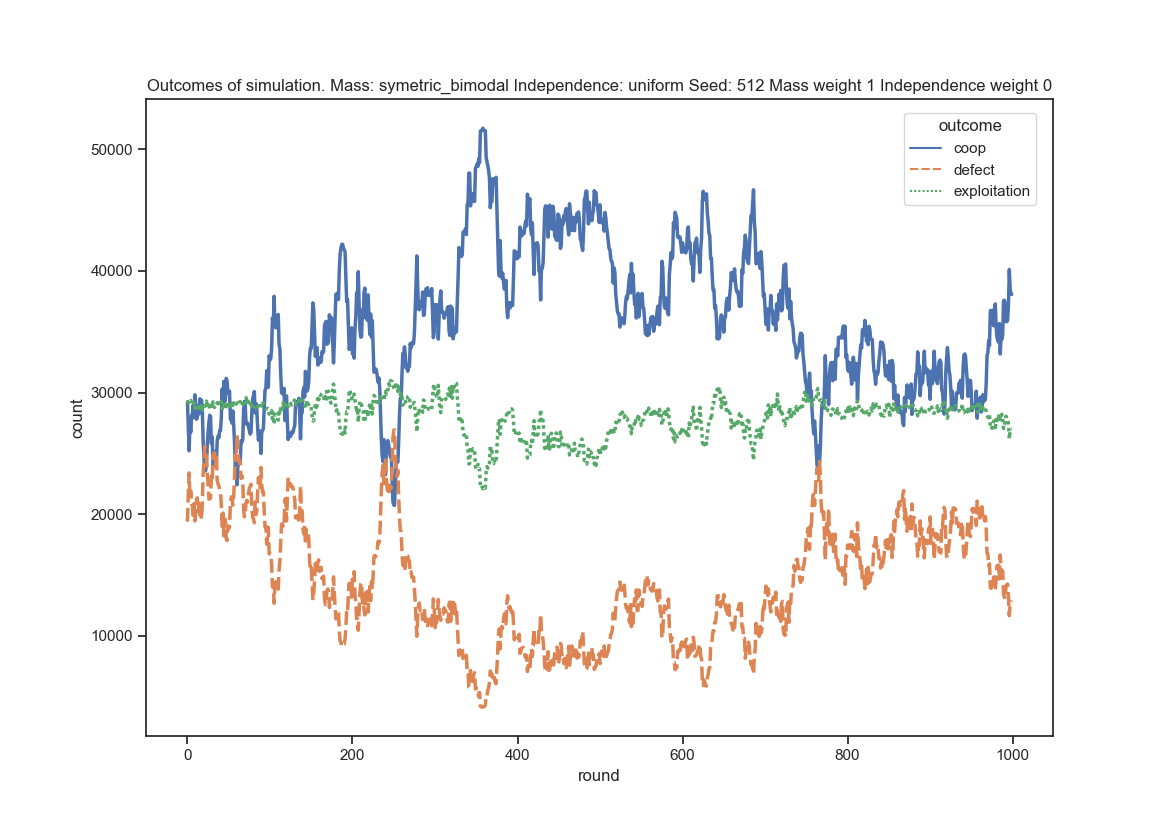 Outcomes of simulation. Mass: symetric_bimodal Independence: uniform Seed: 512 Mass weight 1 Independence weight 0
outcome
coop
defect
exploitation
50000
40000
30000
20000
10000
count
0 200 400 600 800 1000
round